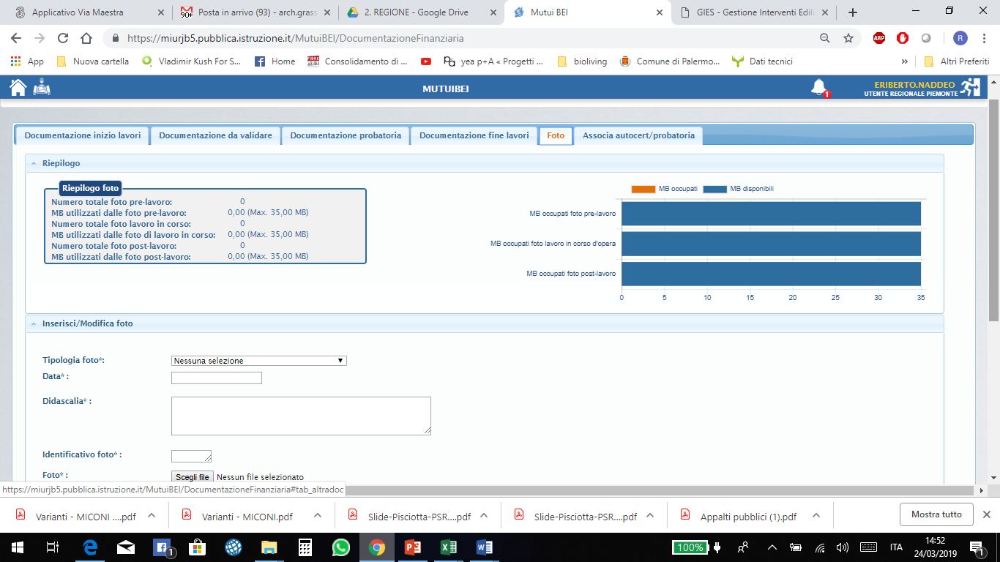 Applicativo Via Maestra
Posta in arrivo (93) - arch.grass
2. REGIONE - Google Drive
Mutui BEI
GIES - Gestione Interventi Edili
https://miurjb5.pubblica.istruzione.it/MutuiBEI/DocumentazioneFinanziaria
ABP
R
App
Nuova cartella
Vladimir Kush For S...
Home
Consolidamento di ...
yea p+A « Progetti ...
bioliving
Comune di Palermo...
Dati tecnici
»
Altri Preferiti
MUTUIBEI
1
ERIBERTO.NADDEO
UTENTE REGIONALE PIEMONTE
Documentazione inizio lavori
Documentazione da validare
Documentazione probatoria
Documentazione fine lavori
Foto
Associa autocert/probatoria
Riepilogo
Riepilogo foto
Numero totale foto pre-lavoro: 0
MB utilizzati dalle foto pre-lavoro: 0,00 (Max. 35,00 MB)
Numero totale foto lavoro in corso: 0
MB utilizzati dalle foto di lavoro in corso: 0,00 (Max. 35,00 MB)
Numero totale foto post-lavoro: 0
MB utilizzati dalle foto post-lavoro: 0,00 (Max. 35,00 MB)
MB occupati
MB disponibili
MB occupati foto pre-lavoro
MB occupati foto lavoro in corso d'opera
MB occupati foto post-lavoro
0 5 10 15 20 25 30 35
Inserisci/Modifica foto
Tipologia foto*:
Nessuna selezione
Data* :
Didascalia* :
Identificativo foto* :
Foto* :
Scegli file
Nessun file selezionato
https://miurjb5.pubblica.istruzione.it/MutuiBEI/DocumentazioneFinanziaria#tab_altradoc
Varianti - MICONI ....pdf
Varianti - MICONI.pdf
Slide-Pisciotta-PSR....pdf
Slide-Pisciotta-PSR....pdf
Appalti pubblici (1).pdf
Mostra tutto
1
100%
ITA
14:52
24/03/2019
1